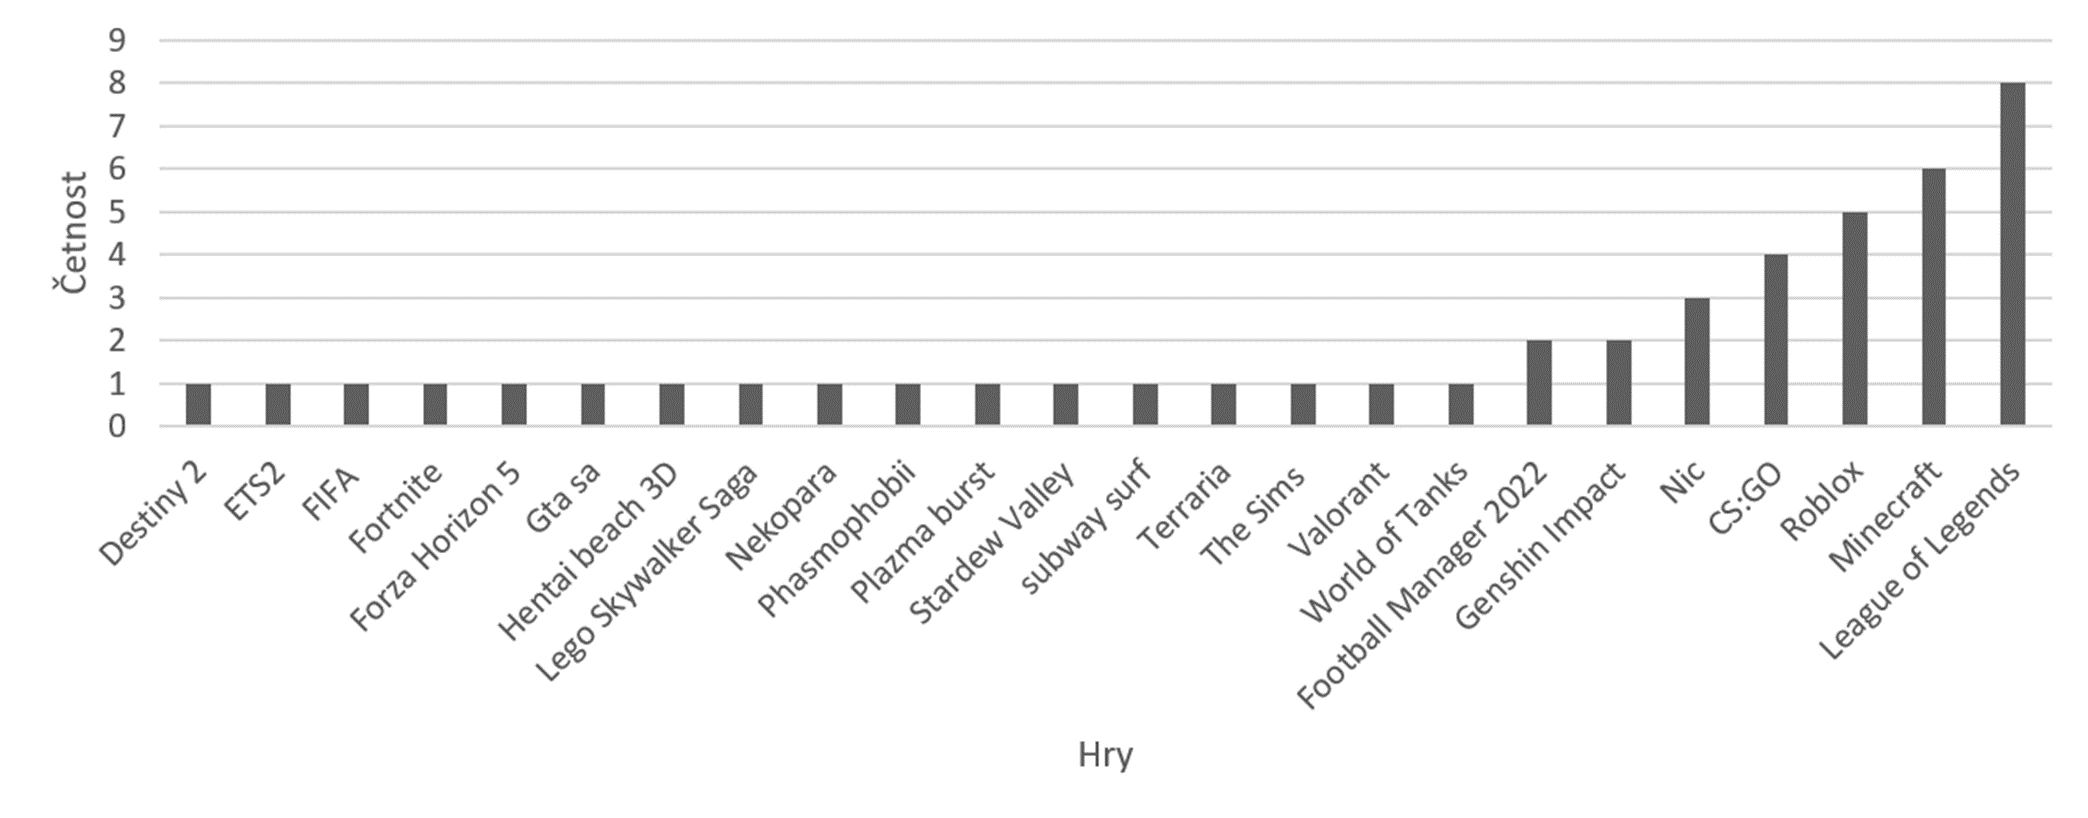 9
8
7
6
5
4
3
2
1
0
Četnost
Destiny 2
ETS2
FIFA
Fortnite
Forza Horizon 5
Gta sa
Hentai beach 3D
Lego Skywalker Saga
Nekopara
Phasmophobii
Plazma burst
Stardew Valley
subway surf
Terraria
The Sims
Valorant
World of Tanks
Football Manager 2022
Genshin Impact
Nic
CS:GO
Roblox
Minecraft
League of Legends
Hry